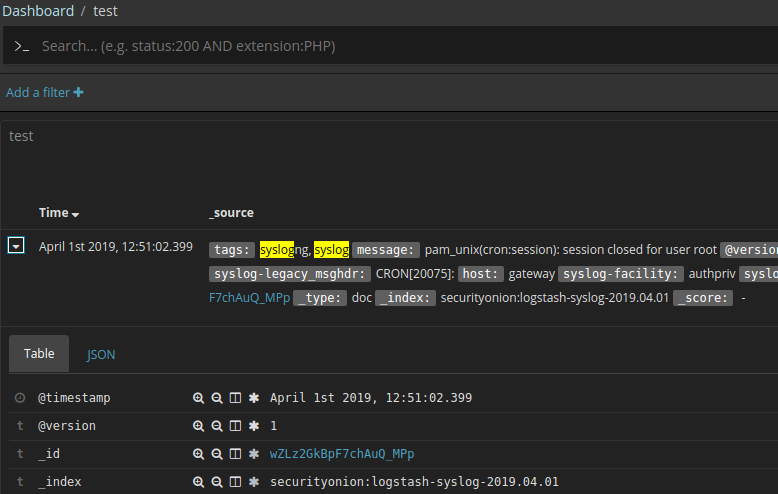 Dashboard / test
>_ Search... (e.g. status:200 AND extension:PHP)
Add a filter +
test
Time _source
April 1st 2019, 12:51:02.399 tags: syslogng, syslog message: pam_unix(cron:session): session closed for user root @version
syslog-legacy_msghdr: CRON[20075]: host: gateway syslog-facility: authpriv syslo
F7chAuQ_MPp _type: doc _index: securityonion:logstash-syslog-2019.04.01 _score: -
Table JSON
@timestamp April 1st 2019, 12:51:02.399
t @version 1
t _id wZLz2GkBpF7chAuQ_MPp
t _index securityonion:logstash-syslog-2019.04.01